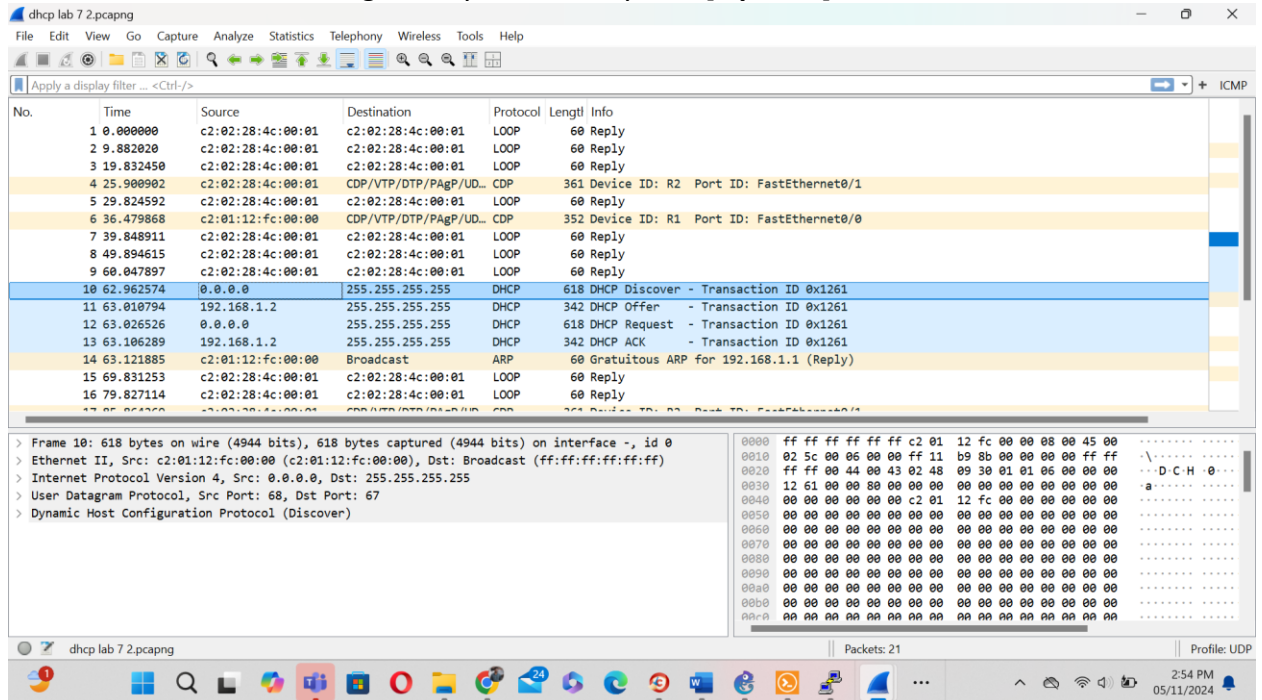 dhcp lab 7 2.pcapng
File Edit View Go Capture Analyze Statistics Telephony Wireless Tools Help
Apply a display filter ... <Ctrl-/>
+ ICMP
No. Time Source Destination Protocol Lengtl Info
1 0.000000 c2:02:28:4c:00:01 c2:02:28:4c:00:01 LOOP 60 Reply
2 9.882020 c2:02:28:4c:00:01 c2:02:28:4c:00:01 LOOP 60 Reply
3 19.832450 c2:02:28:4c:00:01 c2:02:28:4c:00:01 LOOP 60 Reply
4 25.900902 c2:02:28:4c:00:01 CDP/VTP/DTP/PAgP/UD… CDP 361 Device ID: R2 Port ID: FastEthernet0/1
5 29.824592 c2:02:28:4c:00:01 c2:02:28:4c:00:01 LOOP 60 Reply
6 36.479868 c2:01:12:fc:00:00 CDP/VTP/DTP/PAgP/UD… CDP 352 Device ID: R1 Port ID: FastEthernet0/0
7 39.848911 c2:02:28:4c:00:01 c2:02:28:4c:00:01 LOOP 60 Reply
8 49.894615 c2:02:28:4c:00:01 c2:02:28:4c:00:01 LOOP 60 Reply
9 60.047897 c2:02:28:4c:00:01 c2:02:28:4c:00:01 LOOP 60 Reply
10 62.962574 0.0.0.0 255.255.255.255 DHCP 618 DHCP Discover - Transaction ID 0x1261
11 63.010794 192.168.1.2 255.255.255.255 DHCP 342 DHCP Offer - Transaction ID 0x1261
12 63.026526 0.0.0.0 255.255.255.255 DHCP 618 DHCP Request - Transaction ID 0x1261
13 63.106289 192.168.1.2 255.255.255.255 DHCP 342 DHCP ACK - Transaction ID 0x1261
14 63.121885 c2:01:12:fc:00:00 Broadcast ARP 60 Gratuitous ARP for 192.168.1.1 (Reply)
15 69.831253 c2:02:28:4c:00:01 c2:02:28:4c:00:01 LOOP 60 Reply
16 79.827114 c2:02:28:4c:00:01 c2:02:28:4c:00:01 LOOP 60 Reply
> Frame 10: 618 bytes on wire (4944 bits), 618 bytes captured (4944 bits) on interface -, id 0
> Ethernet II, Src: c2:01:12:fc:00:00 (c2:01:12:fc:00:00), Dst: Broadcast (ff:ff:ff:ff:ff:ff)
> Internet Protocol Version 4, Src: 0.0.0.0, Dst: 255.255.255.255
> User Datagram Protocol, Src Port: 68, Dst Port: 67
> Dynamic Host Configuration Protocol (Discover)
0000 ff ff ff ff ff ff c2 01 12 fc 00 00 08 00 45 00 ········ ·····
0010 02 5c 00 06 00 00 ff 11 b9 8b 00 00 00 00 ff ff ·\······ ·····
0020 ff ff 00 44 00 43 02 48 09 30 01 01 06 00 00 00 ···D·C·H ·0···
0030 12 61 00 00 80 00 00 00 00 00 00 00 00 00 00 00 ·a······ ·····
0040 00 00 00 00 00 00 c2 01 12 fc 00 00 00 00 00 00 ········ ·····
0050 00 00 00 00 00 00 00 00 00 00 00 00 00 00 00 00 ········ ·····
0060 00 00 00 00 00 00 00 00 00 00 00 00 00 00 00 00 ········ ·····
0070 00 00 00 00 00 00 00 00 00 00 00 00 00 00 00 00 ········ ·····
0080 00 00 00 00 00 00 00 00 00 00 00 00 00 00 00 00 ········ ·····
0090 00 00 00 00 00 00 00 00 00 00 00 00 00 00 00 00 ········ ·····
00a0 00 00 00 00 00 00 00 00 00 00 00 00 00 00 00 00 ········ ·····
00b0 00 00 00 00 00 00 00 00 00 00 00 00 00 00 00 00 ········ ·····
00c0 00 00 00 00 00 00 00 00 00 00 00 00 00 00 00 00 ········ ·····
dhcp lab 7 2.pcapng Packets: 21 Profile: UDP
24
2:54 PM
05/11/2024